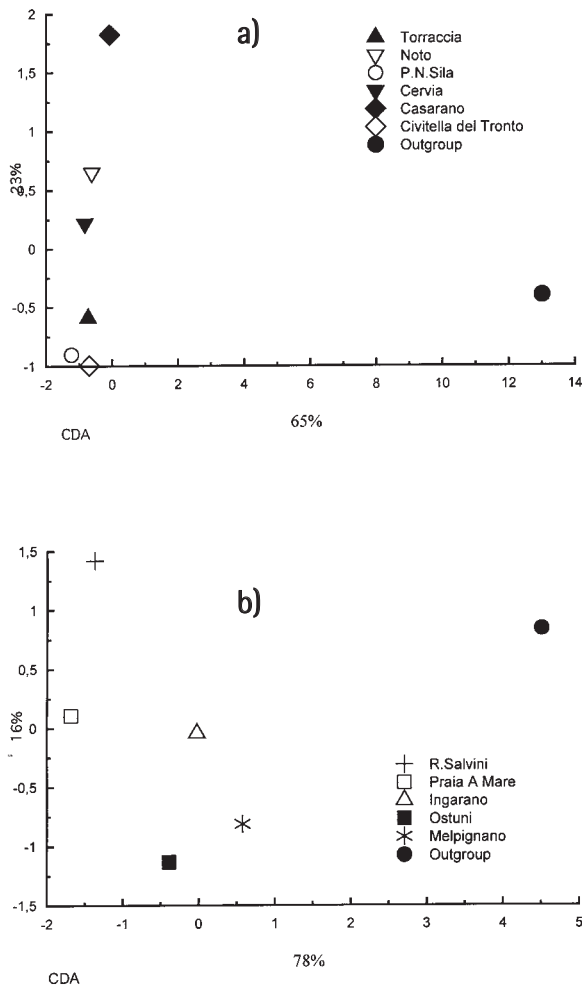 a)
2
1,5
1
0,5
0
-0,5
-1
23%
Torraccia
Noto
P.N.Sila
Cervia
Casarano
Civitella del Tronto
Outgroup
-2 0 2 4 6 8 10 12 14
65%
CDA
b)
1,5
1
0,5
0
-0,5
-1
-1,5
16%
R.Salvini
Praia A Mare
Ingarano
Ostuni
Melpignano
Outgroup
-2 -1 0 1 2 3 4 5
78%
CDA